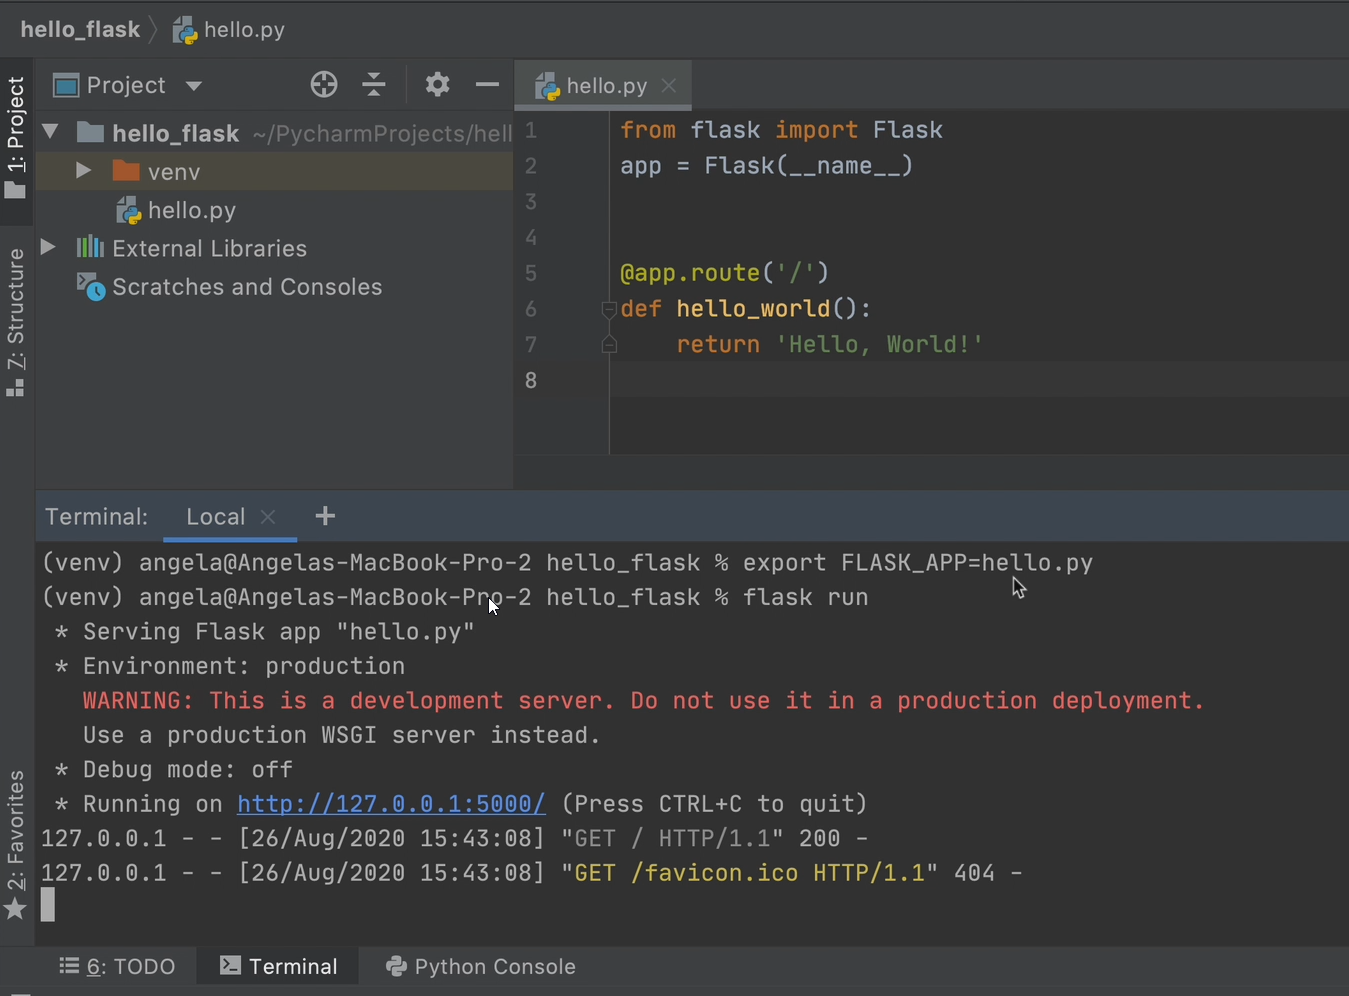 hello_flask hello.py
Project
hello.py
1: Project
hello_flask ~/PycharmProjects/hell
venv
hello.py
External Libraries
Scratches and Consoles
7: Structure
1 from flask import Flask
2 app = Flask(__name__)
3
4
5 @app.route('/')
6 def hello_world():
7     return 'Hello, World!'
8
Terminal: Local +
(venv) angela@Angelas-MacBook-Pro-2 hello_flask % export FLASK_APP=hello.py
(venv) angela@Angelas-MacBook-Pro-2 hello_flask % flask run
 * Serving Flask app "hello.py"
 * Environment: production
   WARNING: This is a development server. Do not use it in a production deployment.
   Use a production WSGI server instead.
 * Debug mode: off
 * Running on http://127.0.0.1:5000/ (Press CTRL+C to quit)
127.0.0.1 - - [26/Aug/2020 15:43:08] "GET / HTTP/1.1" 200 -
127.0.0.1 - - [26/Aug/2020 15:43:08] "GET /favicon.ico HTTP/1.1" 404 -
2: Favorites
6: TODO
Terminal
Python Console